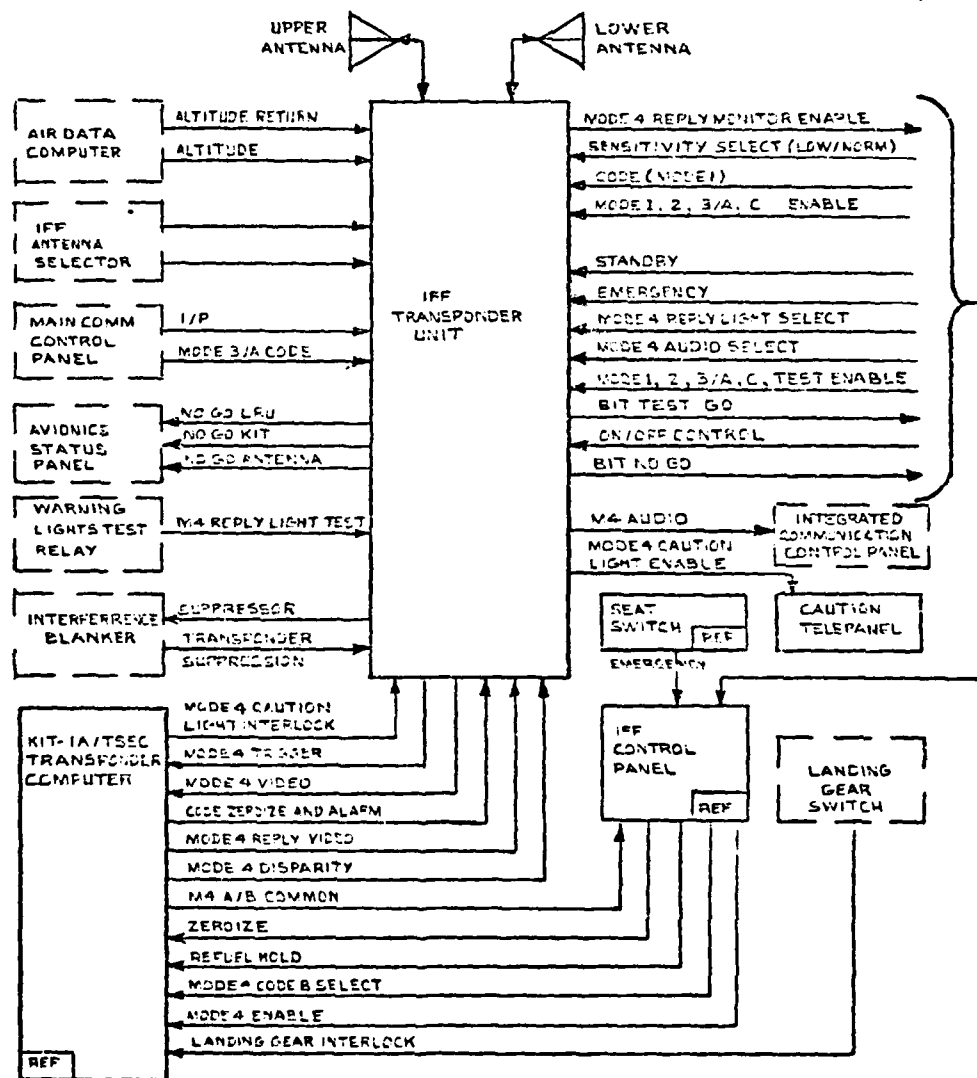 UPPER
ANTENNA
LOWER
ANTENNA
AIR DATA
COMPUTER
ALTITUDE RETURN
ALTITUDE
IFF
ANTENNA
SELECTOR
MAIN COMM
CONTROL
PANEL
I/P
MODE 3/A CODE
AVIONICS
STATUS
PANEL
NO GO LRU
NO GO KIT
NO GO ANTENNA
WARNING
LIGHTS TEST
RELAY
M4 REPLY LIGHT TEST
INTERFERENCE
BLANKER
SUPPRESSOR
TRANSPONDER
SUPPRESSION
IFF
TRANSPONDER
UNIT
MODE 4 REPLY MONITOR ENABLE
SENSITIVITY SELECT (LOW/NORM)
CODE (MODE 1)
MODE 1, 2, 3/A, C ENABLE
STANDBY
EMERGENCY
MODE 4 REPLY LIGHT SELECT
MODE 4 AUDIO SELECT
MODE 1, 2, 3/A, C, TEST ENABLE
BIT TEST GO
ON/OFF CONTROL
BIT NO GO
M4 AUDIO
MODE 4 CAUTION
LIGHT ENABLE
INTEGRATED
COMMUNICATION
CONTROL PANEL
SEAT
SWITCH
REF
CAUTION
TELEPANEL
EMERGENCY
KIT-1A/TSEC
TRANSPONDER
COMPUTER
REF
MODE 4 CAUTION
LIGHT INTERLOCK
MODE 4 TRIGGER
MODE 4 VIDEO
CODE ZEROIZE AND ALARM
MODE 4 REPLY VIDEO
MODE 4 DISPARITY
M4 A/B COMMON
ZEROIZE
REFUEL HOLD
MODE 4 CODE B SELECT
MODE 4 ENABLE
LANDING GEAR INTERLOCK
IFF
CONTROL
PANEL
REF
LANDING
GEAR
SWITCH